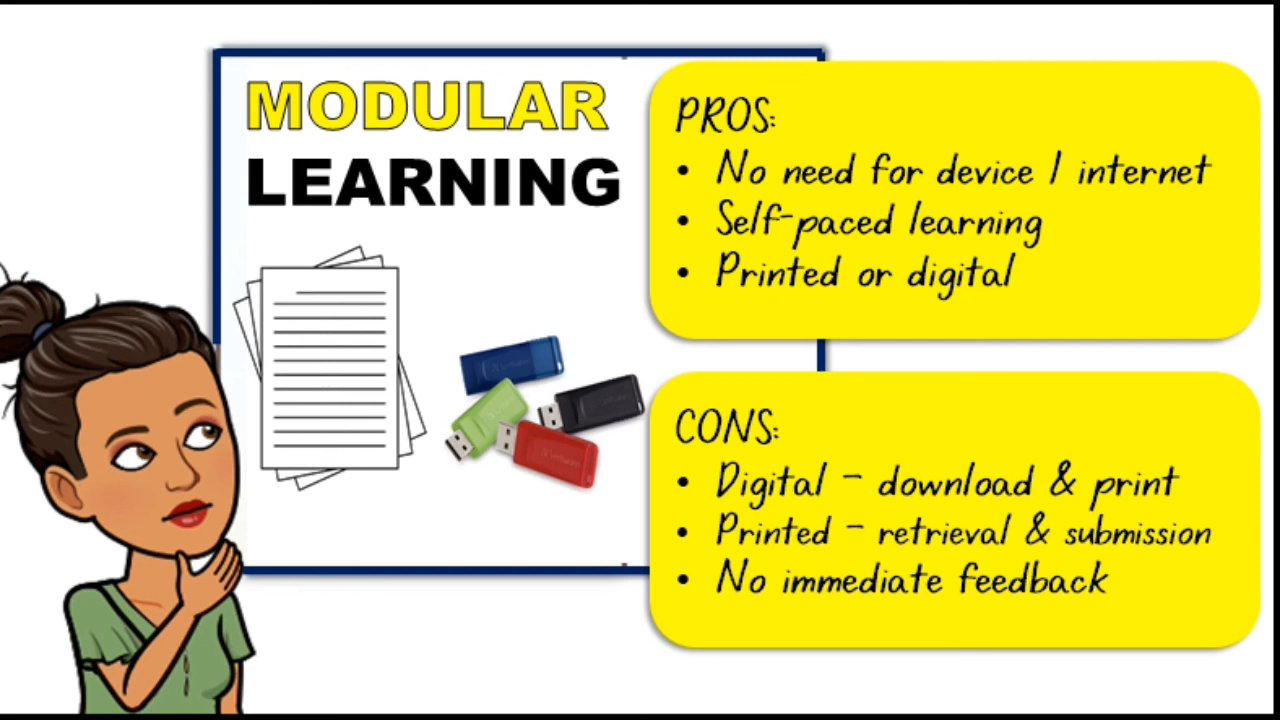 MODULAR
LEARNING
PROS:
• No need for device / internet
• Self-paced learning
• Printed or digital
CONS:
• Digital - download & print
• Printed - retrieval & submission
• No immediate feedback